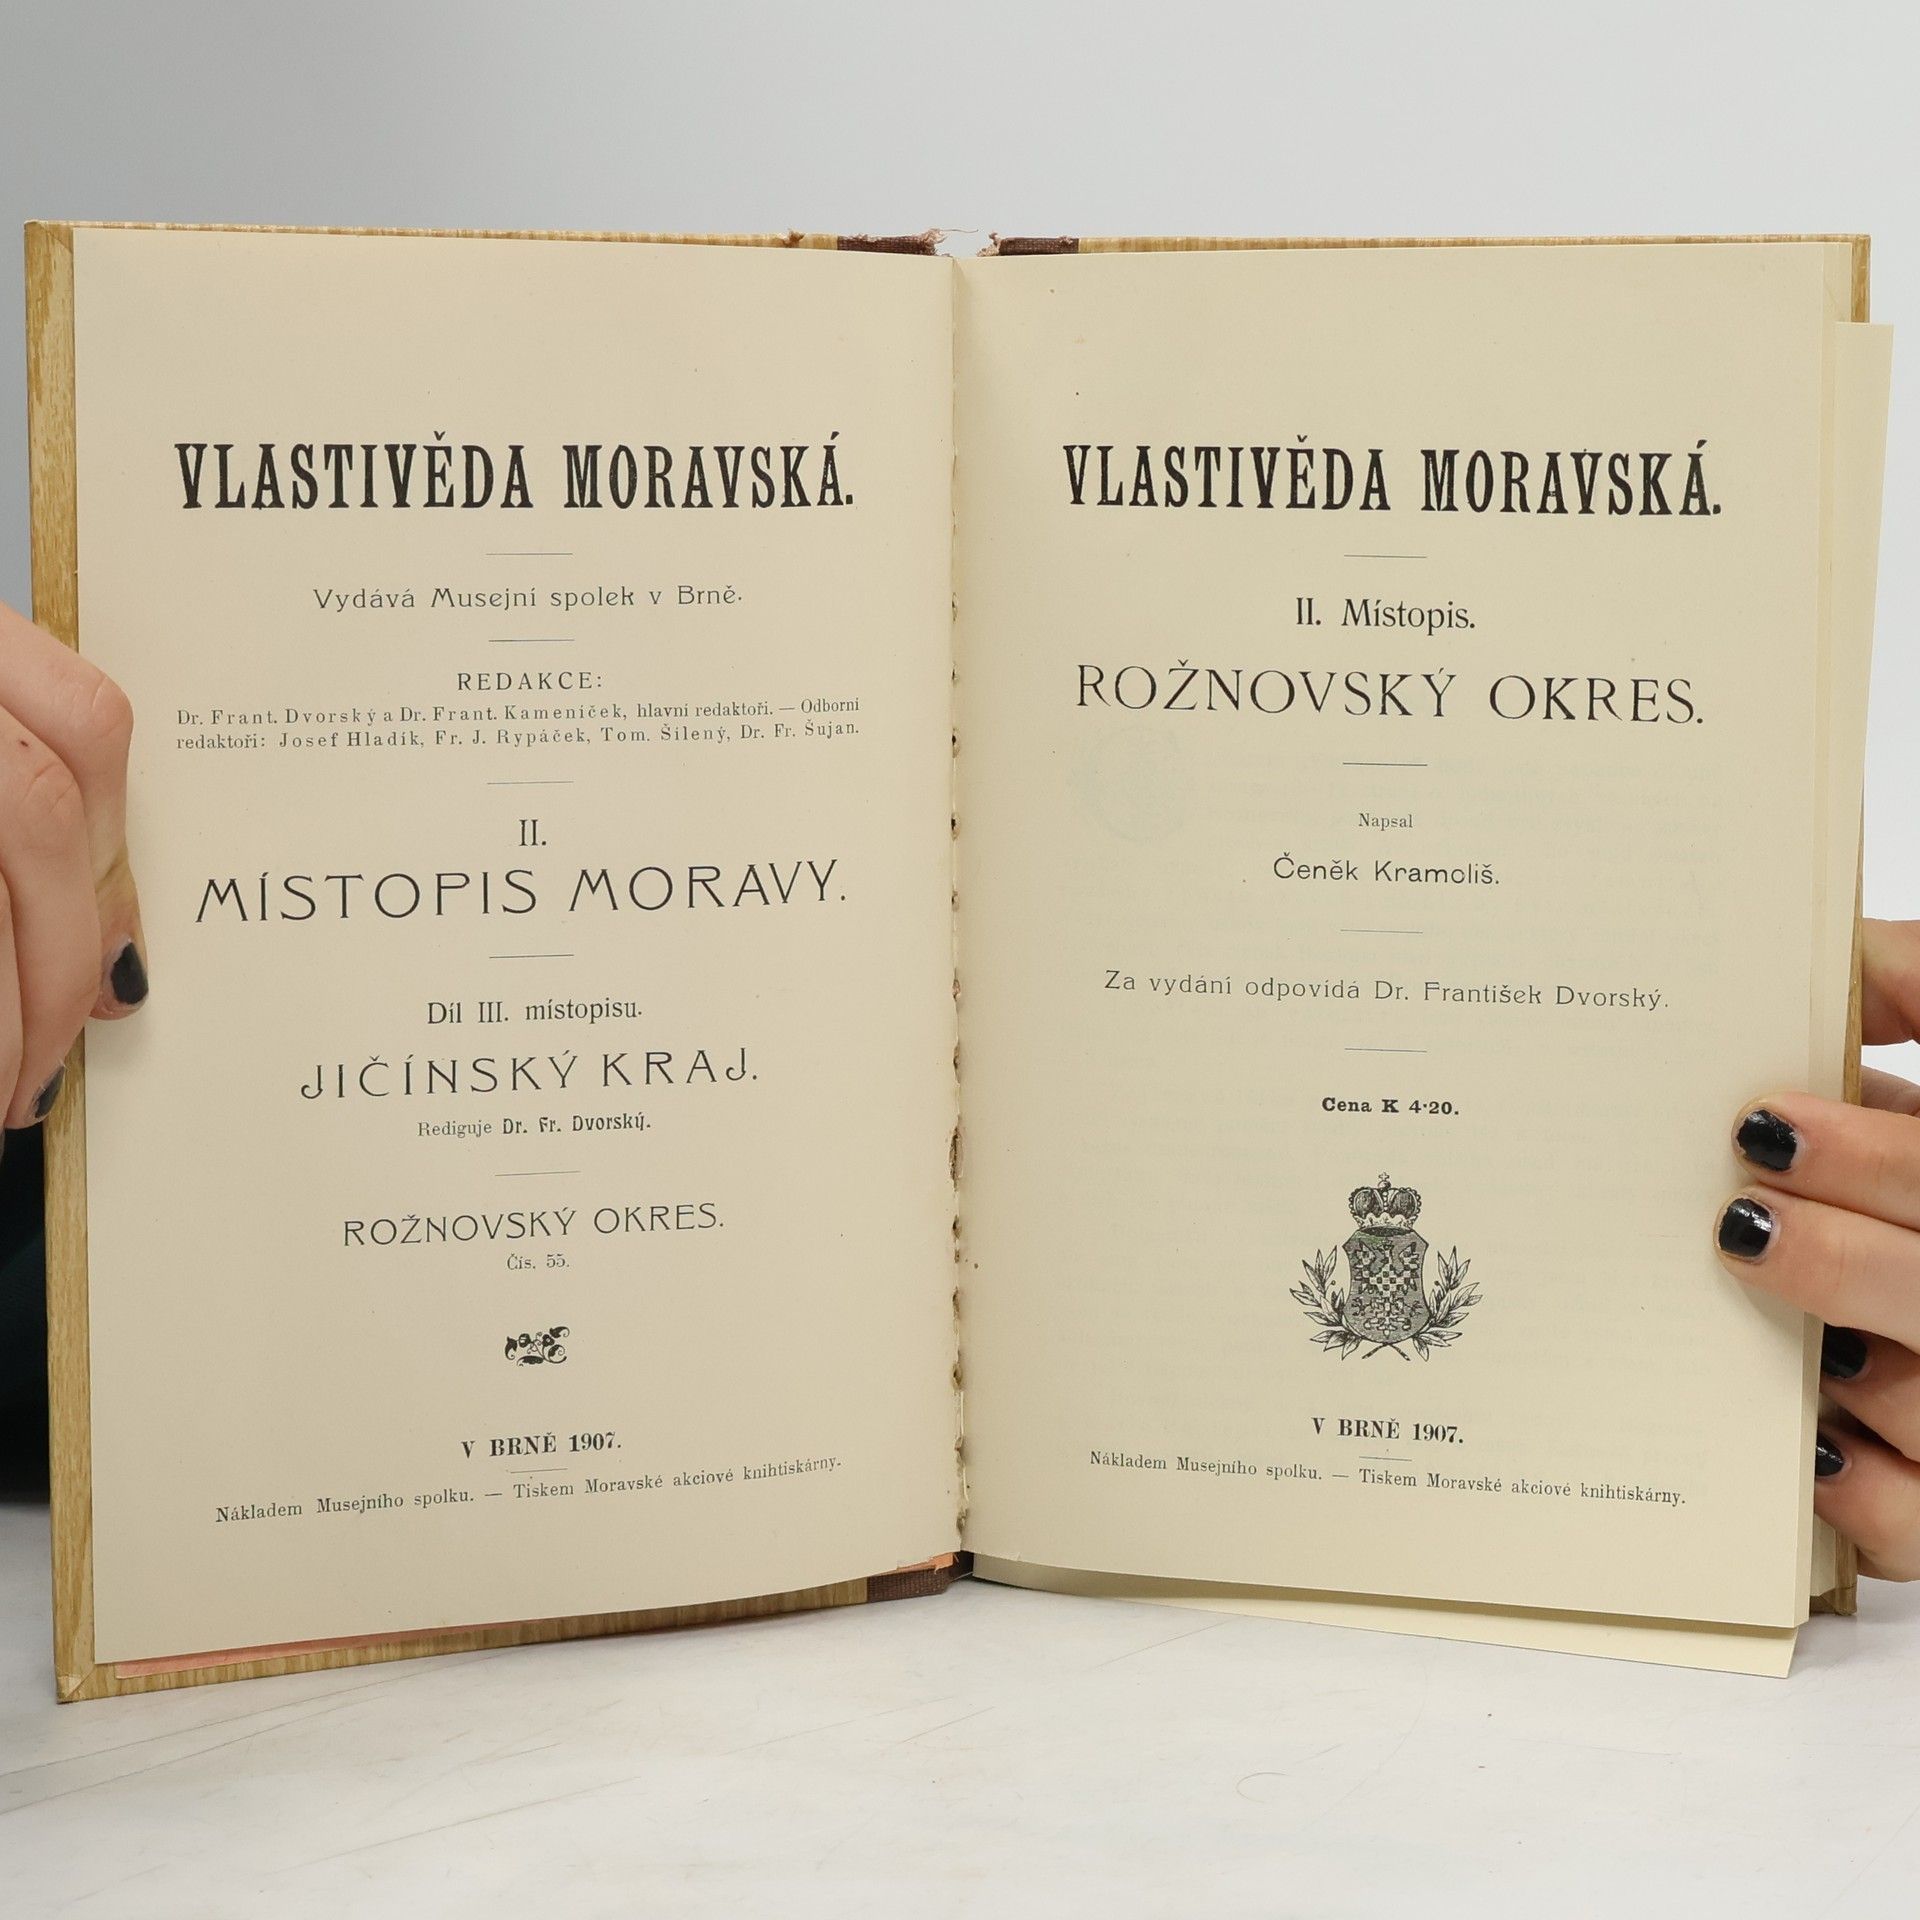 VLASTIVĚDA MORAVSKÁ.
Vydává Musejní spolek v Brně.
REDAKCE:
Dr. Frant. Dvorský a Dr. Frant. Kameníček, hlavní redaktoři. — Odborní
redaktoři: Josef Hladík, Fr. J. Rypáček, Tom. Šílený, Dr. Fr. Šujan.
II.
MÍSTOPIS MORAVY.
Díl III. místopisu.
JIČÍNSKÝ KRAJ.
Rediguje Dr. Fr. Dvorský.
ROŽNOVSKÝ OKRES.
Čís. 55.
V BRNĚ 1907.
Nákladem Musejního spolku. — Tiskem Moravské akciové knihtiskárny.
VLASTIVĚDA MORAVSKÁ.
II. Místopis.
ROŽNOVSKÝ OKRES.
Napsal
Čeněk Kramoliš.
Za vydání odpovídá Dr. František Dvorský.
Cena K 4·20.
V BRNĚ 1907.
Nákladem Musejního spolku. — Tiskem Moravské akciové knihtiskárny.